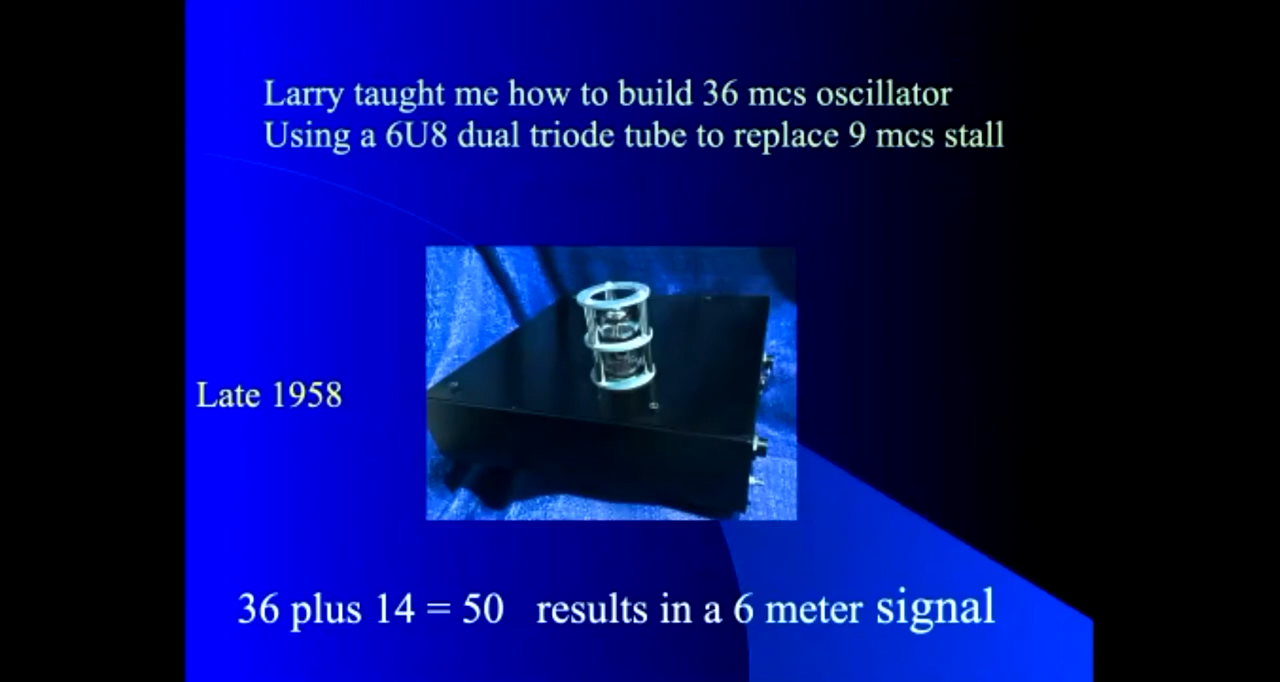 Larry taught me how to build 36 mcs oscillator
Using a 6U8 dual triode tube to replace 9 mcs stall
Late 1958
36 plus 14 = 50 results in a 6 meter signal